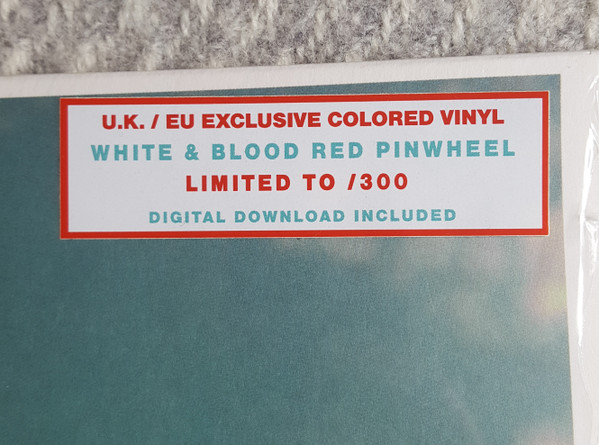 U.K. / EU EXCLUSIVE COLORED VINYL
WHITE & BLOOD RED PINWHEEL
LIMITED TO /300
DIGITAL DOWNLOAD INCLUDED